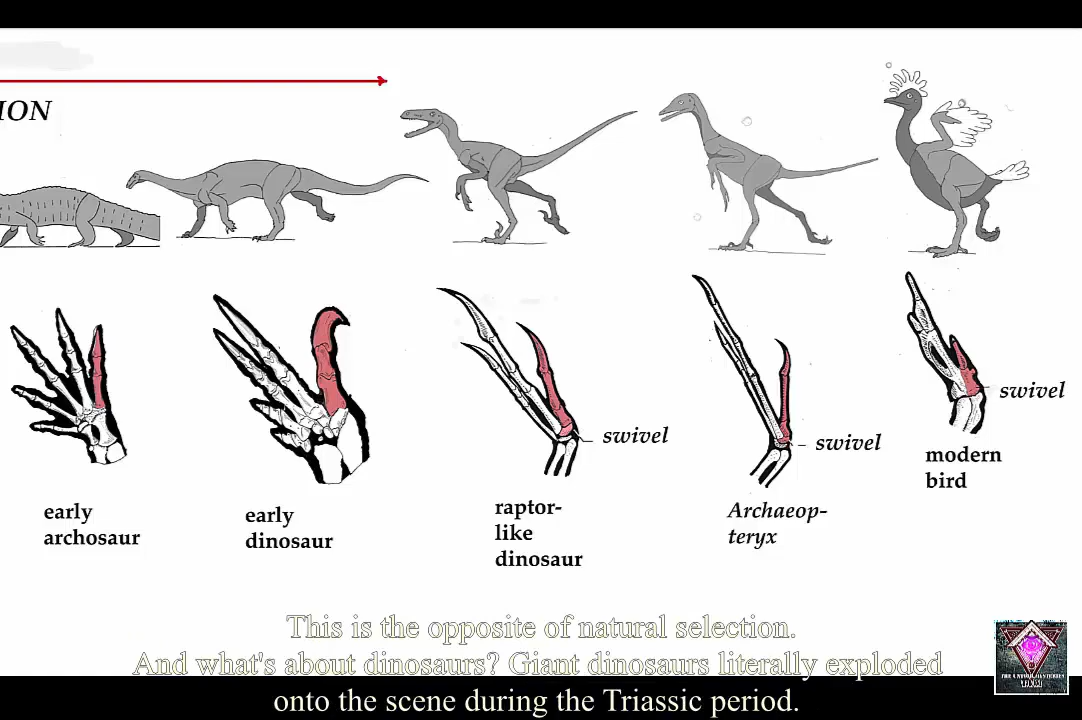 ION
swivel
swivel
swivel
early
archosaur
early
dinosaur
raptor-
like
dinosaur
Archaeop-
teryx
modern
bird
This is the opposite of natural selection.
And what's about dinosaurs? Giant dinosaurs literally exploded
onto the scene during the Triassic period.